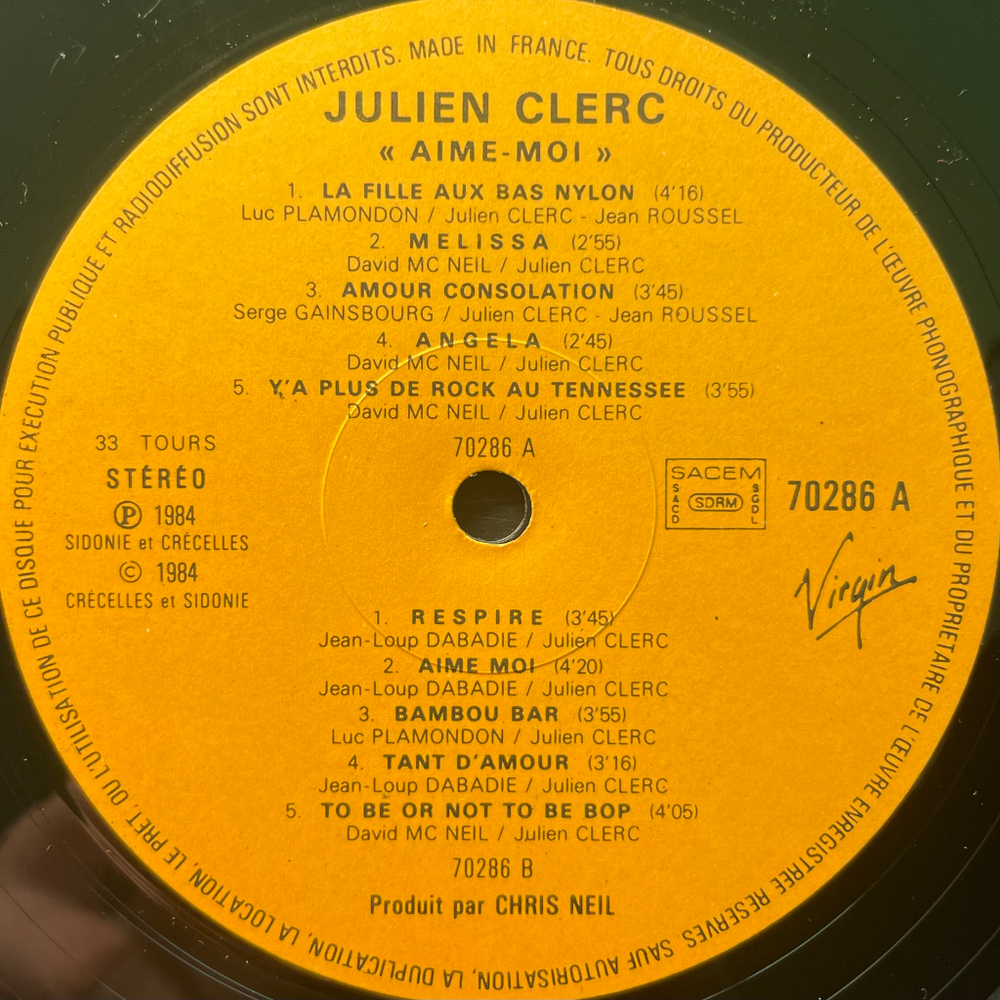 TOUS DROITS DU PRODUCTEUR DE L'ŒUVRE PHONOGRAPHIQUE ET DU PROPRIETAIRE DE L'ŒUVRE ENREGISTREE RESERVES. SAUF AUTORISATION, LA DUPLICATION, LA LOCATION, LE PRET, OU L'UTILISATION DE CE DISQUE POUR EXECUTION PUBLIQUE ET RADIODIFFUSION SONT INTERDITS. MADE IN FRANCE.
JULIEN CLERC
« AIME-MOI »
1. LA FILLE AUX BAS NYLON (4'16)
Luc PLAMONDON / Julien CLERC - Jean ROUSSEL
2. MELISSA (2'55)
David MC NEIL / Julien CLERC
3. AMOUR CONSOLATION (3'45)
Serge GAINSBOURG / Julien CLERC - Jean ROUSSEL
4. ANGELA (2'45)
David MC NEIL / Julien CLERC
5. Y'A PLUS DE ROCK AU TENNESSEE (3'55)
David MC NEIL / Julien CLERC
70286 A
33 TOURS
STÉRÉO
℗ 1984
SIDONIE et CRÉCELLES
© 1984
CRÉCELLES et SIDONIE
SACEM
SACD
SDRM
SGDL
70286 A
Virgin
1. RESPIRE (3'45)
Jean-Loup DABADIE / Julien CLERC
2. AIME MOI (4'20)
Jean-Loup DABADIE / Julien CLERC
3. BAMBOU BAR (3'55)
Luc PLAMONDON / Julien CLERC
4. TANT D'AMOUR (3'16)
Jean-Loup DABADIE / Julien CLERC
5. TO BE OR NOT TO BE BOP (4'05)
David MC NEIL / Julien CLERC
70286 B
Produit par CHRIS NEIL